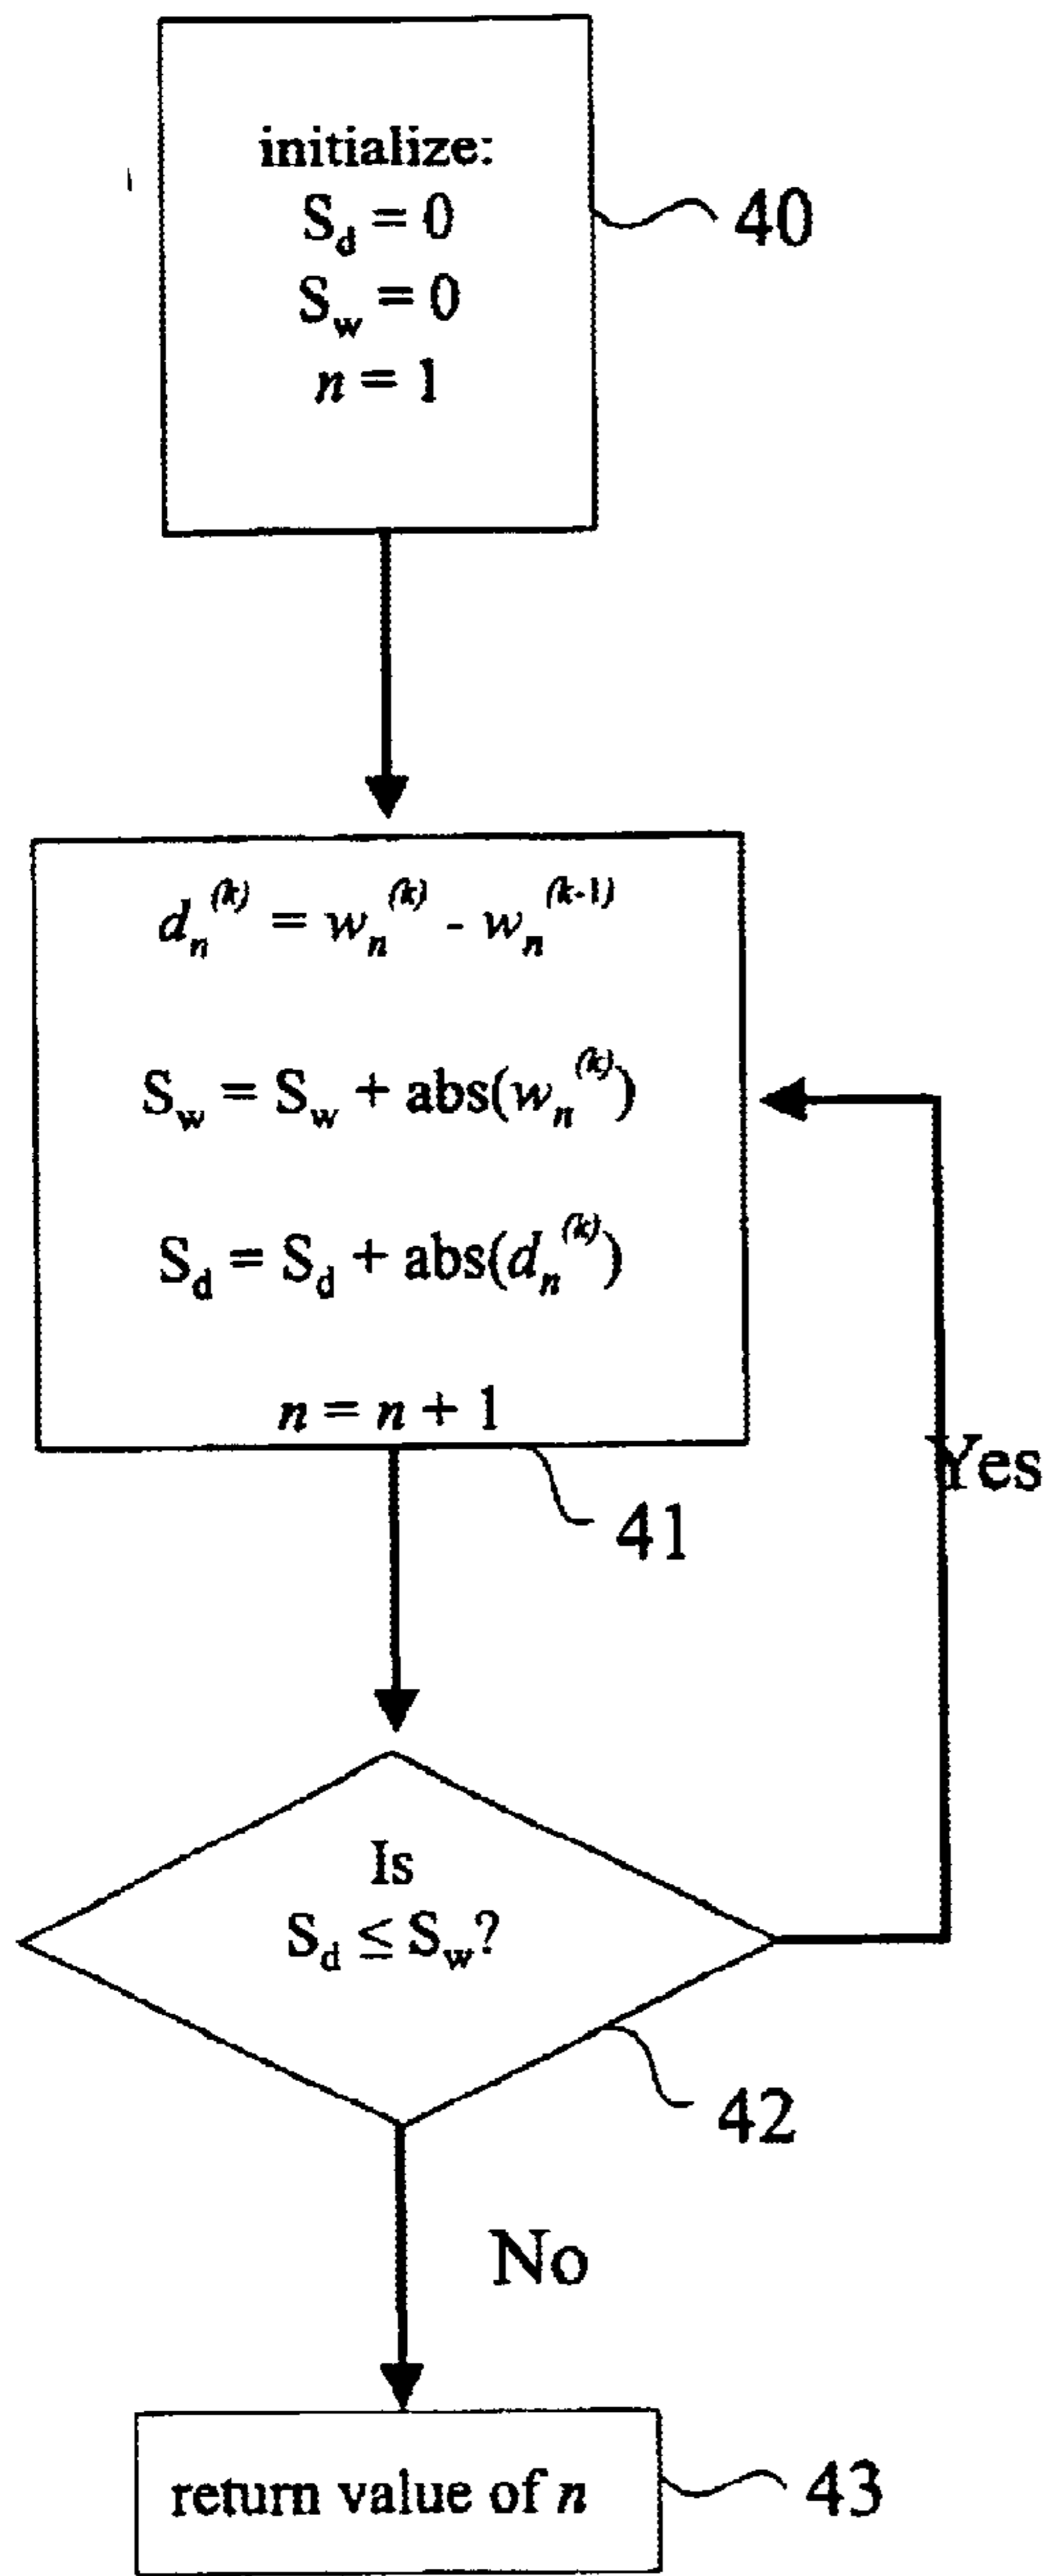 initialize:
S_d = 0
S_w = 0
n = 1
40
d_n^(k) = w_n^(k) - w_n^(k-1)
S_w = S_w + abs(w_n^(k))
S_d = S_d + abs(d_n^(k))
n = n + 1
41
Yes
Is
S_d ≤ S_w?
42
No
return value of n
43